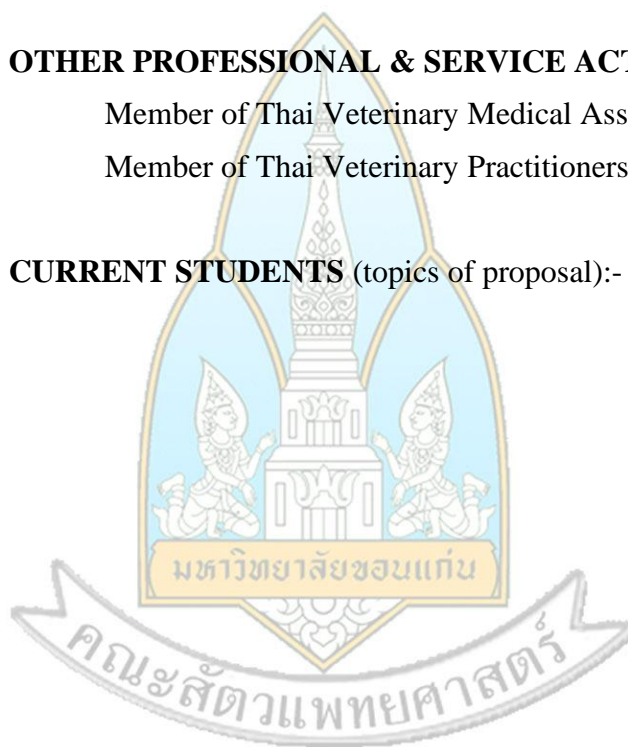 OTHER PROFESSIONAL & SERVICE ACT
Member of Thai Veterinary Medical Ass
Member of Thai Veterinary Practitioners
CURRENT STUDENTS (topics of proposal):-
มหาวิทยาลัยขอนแก่น
คณะสัตวแพทยศาสตร์